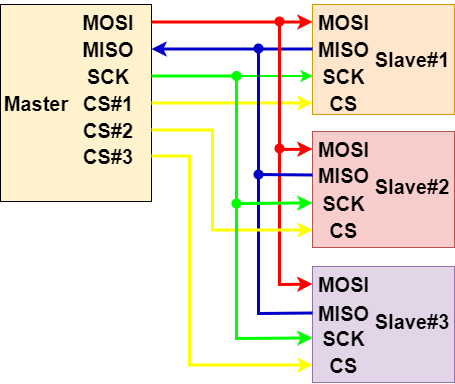 MOSI
MISO
SCK
Master
CS#1
CS#2
CS#3
MOSI
MISO
Slave#1
SCK
CS
MOSI
MISO
Slave#2
SCK
CS
MOSI
MISO
Slave#3
SCK
CS